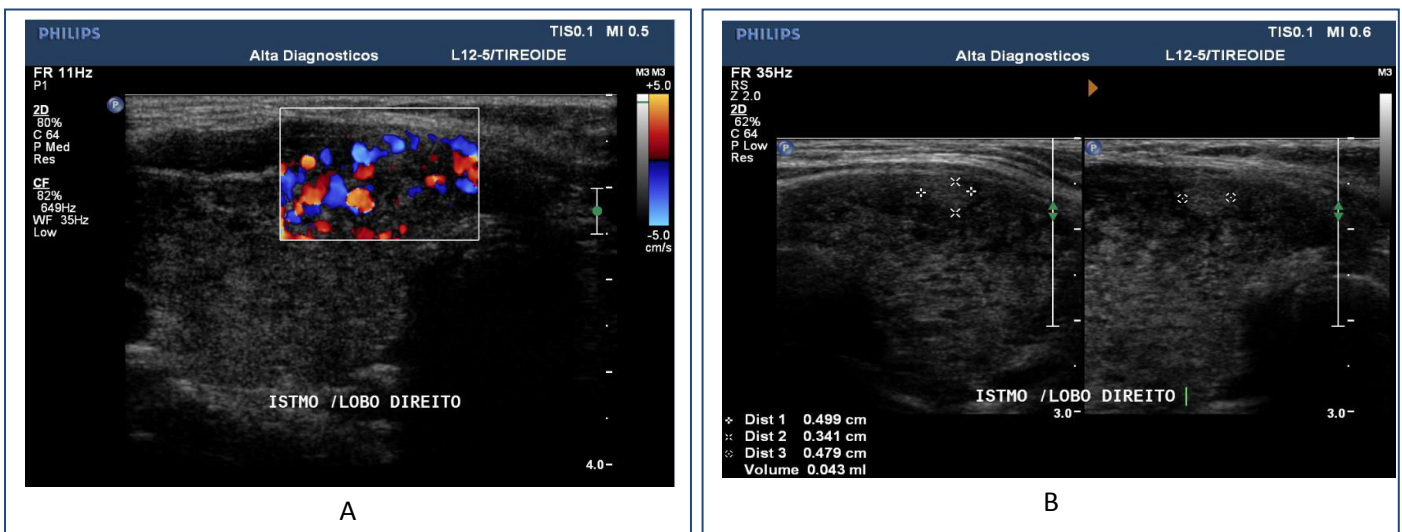 PHILIPS
TIS0.1 MI 0.5
Alta Diagnosticos L12-5/TIREOIDE
FR 11Hz
P1
2D
80%
C 64
P Med
Res
CF
82%
649Hz
WF 35Hz
Low
P
M3 M3
+5.0
-5.0
cm/s
ISTMO /LOBO DIREITO
4.0
A
PHILIPS
TIS0.1 MI 0.6
Alta Diagnosticos L12-5/TIREOIDE
FR 35Hz
RS
Z 2.0
2D
62%
C 64
P Low
Res
P
P
M3
ISTMO /LOBO DIREITO
3.0
3.0
Dist 1 0.499 cm
Dist 2 0.341 cm
Dist 3 0.479 cm
Volume 0.043 ml
B